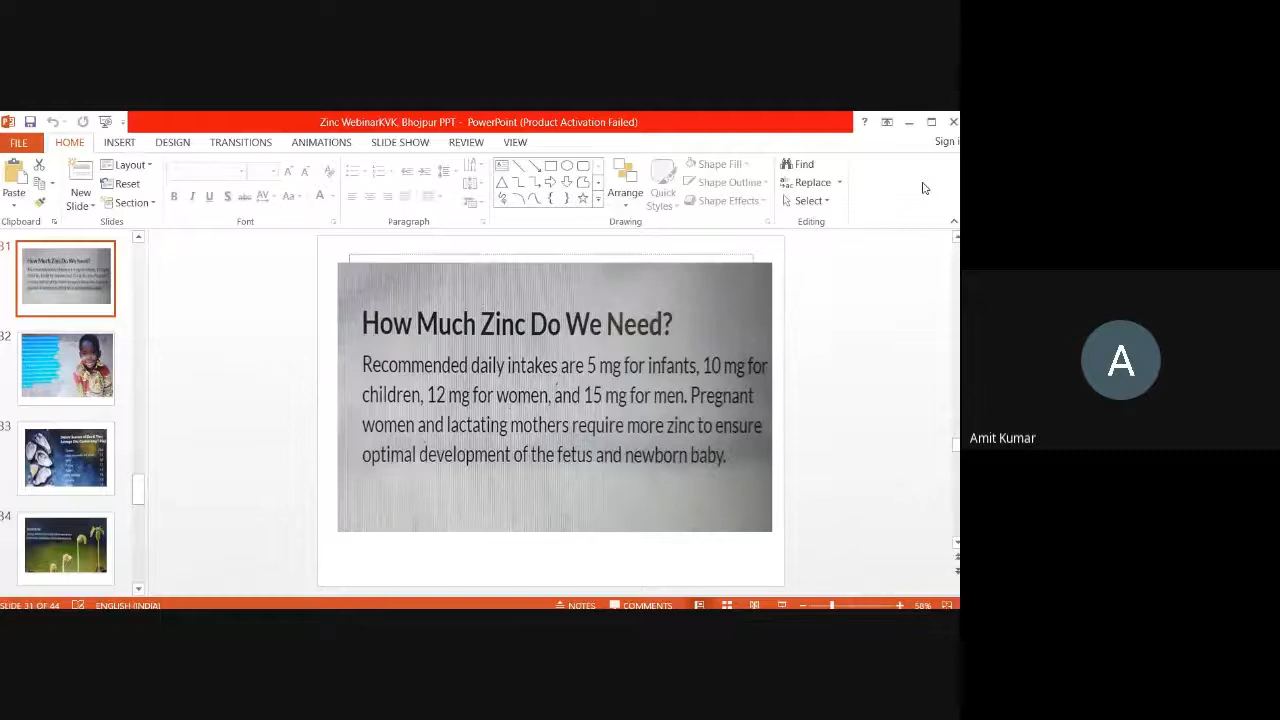 Zinc WebinarKVK, Bhojpur PPT - PowerPoint (Product Activation Failed)
FILE HOME INSERT DESIGN TRANSITIONS ANIMATIONS SLIDE SHOW REVIEW VIEW Sign i
Paste
New Slide
Layout
Reset
Section
Shape Fill
Shape Outline
Shape Effects
Arrange
Quick Styles
Find
Replace
Select
Clipboard Slides Font Paragraph Drawing Editing
31
How Much Zinc Do We Need?
Recommended daily intakes are 5 mg for infants, 10 mg for
children, 12 mg for women, and 15 mg for men. Pregnant
women and lactating mothers require more zinc to ensure
optimal development of the fetus and newborn baby.
32
33
34
A
Amit Kumar
SLIDE 31 OF 44 ENGLISH (INDIA) NOTES COMMENTS 58%